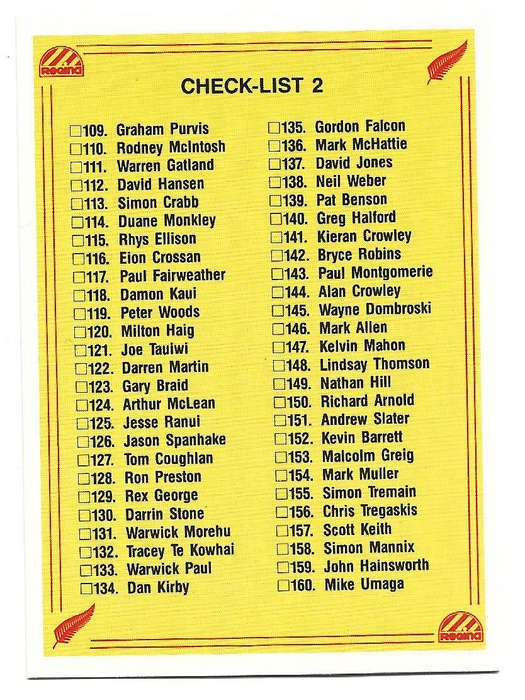 REGINA
CHECK-LIST 2
109. Graham Purvis
110. Rodney McIntosh
111. Warren Gatland
112. David Hansen
113. Simon Crabb
114. Duane Monkley
115. Rhys Ellison
116. Eion Crossan
117. Paul Fairweather
118. Damon Kaui
119. Peter Woods
120. Milton Haig
121. Joe Tauiwi
122. Darren Martin
123. Gary Braid
124. Arthur McLean
125. Jesse Ranui
126. Jason Spanhake
127. Tom Coughlan
128. Ron Preston
129. Rex George
130. Darrin Stone
131. Warwick Morehu
132. Tracey Te Kowhai
133. Warwick Paul
134. Dan Kirby
135. Gordon Falcon
136. Mark McHattie
137. David Jones
138. Neil Weber
139. Pat Benson
140. Greg Halford
141. Kieran Crowley
142. Bryce Robins
143. Paul Montgomerie
144. Alan Crowley
145. Wayne Dombroski
146. Mark Allen
147. Kelvin Mahon
148. Lindsay Thomson
149. Nathan Hill
150. Richard Arnold
151. Andrew Slater
152. Kevin Barrett
153. Malcolm Greig
154. Mark Muller
155. Simon Tremain
156. Chris Tregaskis
157. Scott Keith
158. Simon Mannix
159. John Hainsworth
160. Mike Umaga
REGINA